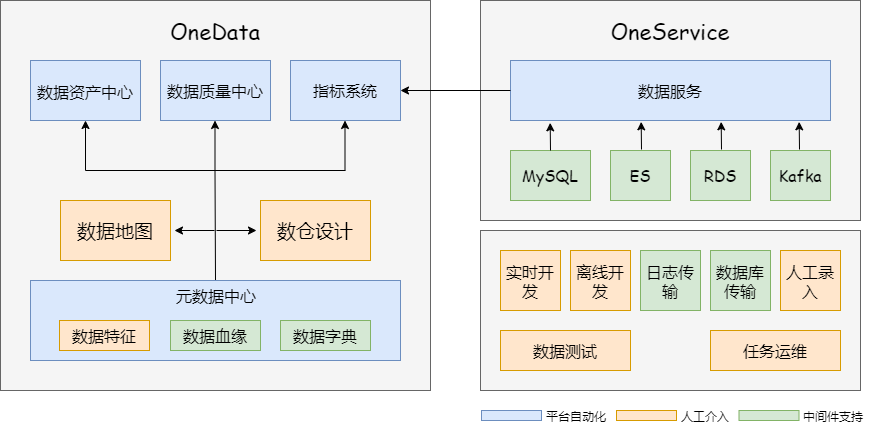 OneData
数据资产中心
数据质量中心
指标系统
数据地图
数仓设计
元数据中心
数据特征
数据血缘
数据字典
OneService
数据服务
MySQL
ES
RDS
Kafka
实时开
发
离线开
发
日志传
输
数据库
传输
人工录
入
数据测试
任务运维
平台自动化
人工介入
中间件支持